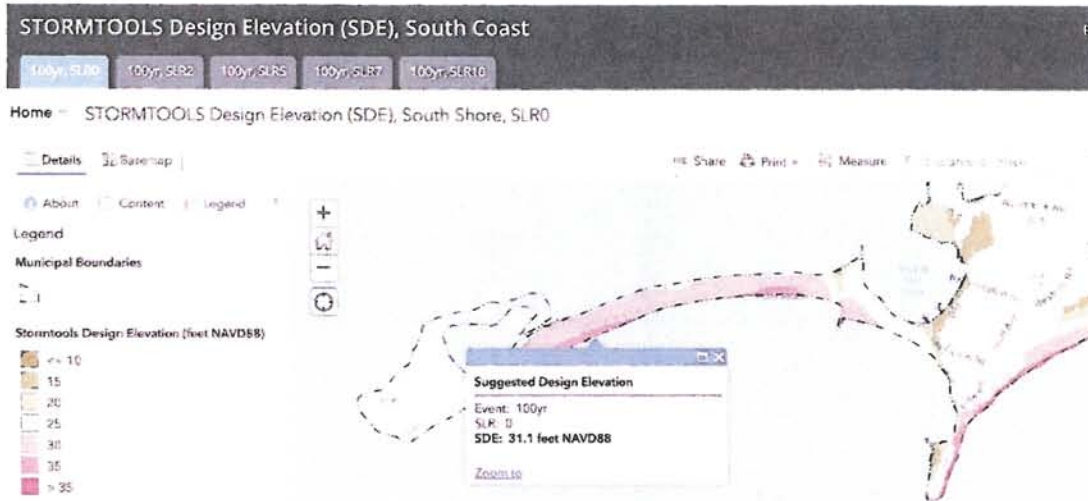 STORMTOOLS Design Elevation (SDE), South Coast
100yr, SLR0 100yr, SLR2 100yr, SLR5 100yr, SLR7 100yr, SLR10
Home STORMTOOLS Design Elevation (SDE), South Shore, SLR0
Details Basemap Share Print Measure
About Content Legend
Legend
Municipal Boundaries
Stormtools Design Elevation (feet NAVD88)
<= 10
15
20
25
30
35
> 35
Suggested Design Elevation
Event: 100yr
SLR: 0
SDE: 31.1 feet NAVD88
Zoom to